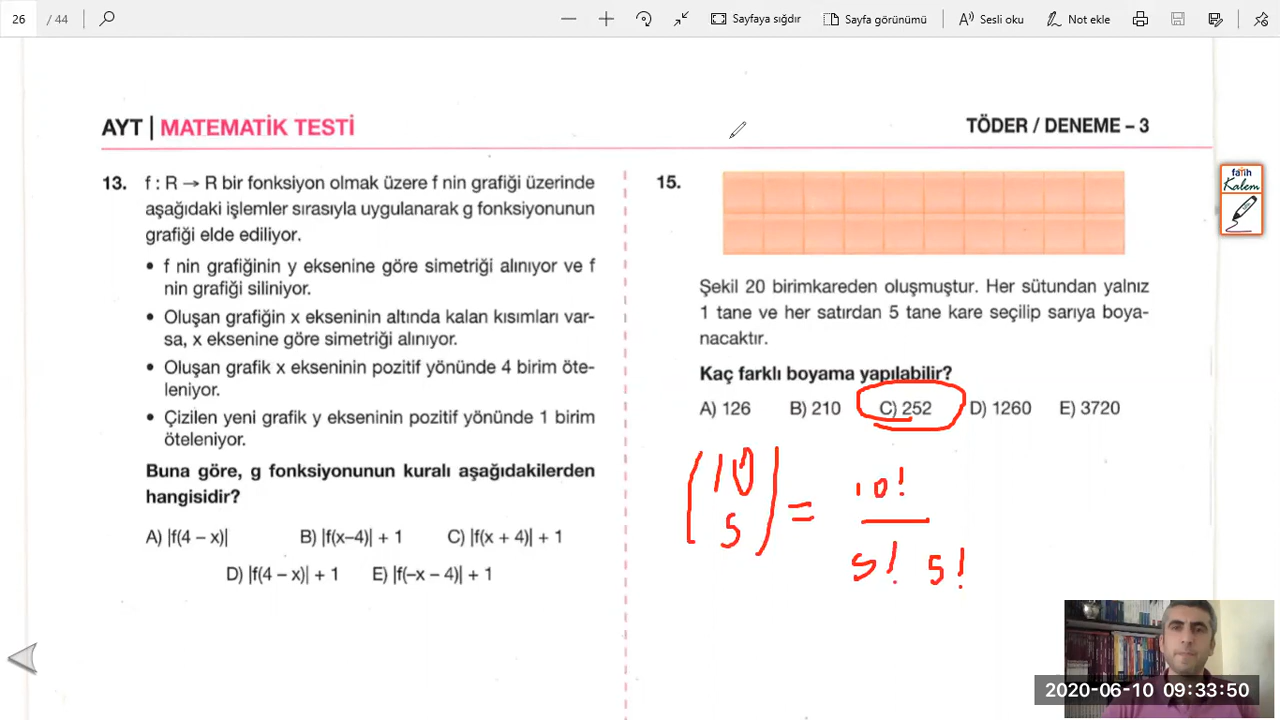 26 / 44 Sayfaya sığdır Sayfa görünümü Sesli oku Not ekle
AYT | MATEMATİK TESTİ
TÖDER / DENEME – 3
13. f : R → R bir fonksiyon olmak üzere f nin grafiği üzerinde
aşağıdaki işlemler sırasıyla uygulanarak g fonksiyonunun
grafiği elde ediliyor.
• f nin grafiğinin y eksenine göre simetriği alınıyor ve f
nin grafiği siliniyor.
• Oluşan grafiğin x ekseninin altında kalan kısımları var-
sa, x eksenine göre simetriği alınıyor.
• Oluşan grafik x ekseninin pozitif yönünde 4 birim öte-
leniyor.
• Çizilen yeni grafik y ekseninin pozitif yönünde 1 birim
öteleniyor.
Buna göre, g fonksiyonunun kuralı aşağıdakilerden
hangisidir?
A) |f(4 – x)| B) |f(x–4)| + 1 C) |f(x + 4)| + 1
D) |f(4 – x)| + 1 E) |f(–x – 4)| + 1
15.
Şekil 20 birimkareden oluşmuştur. Her sütundan yalnız
1 tane ve her satırdan 5 tane kare seçilip sarıya boya-
nacaktır.
Kaç farklı boyama yapılabilir?
A) 126 B) 210 C) 252 D) 1260 E) 3720
(10
5) = 10!
5! 5!
fatih
Kalem
2020-06-10 09:33:50